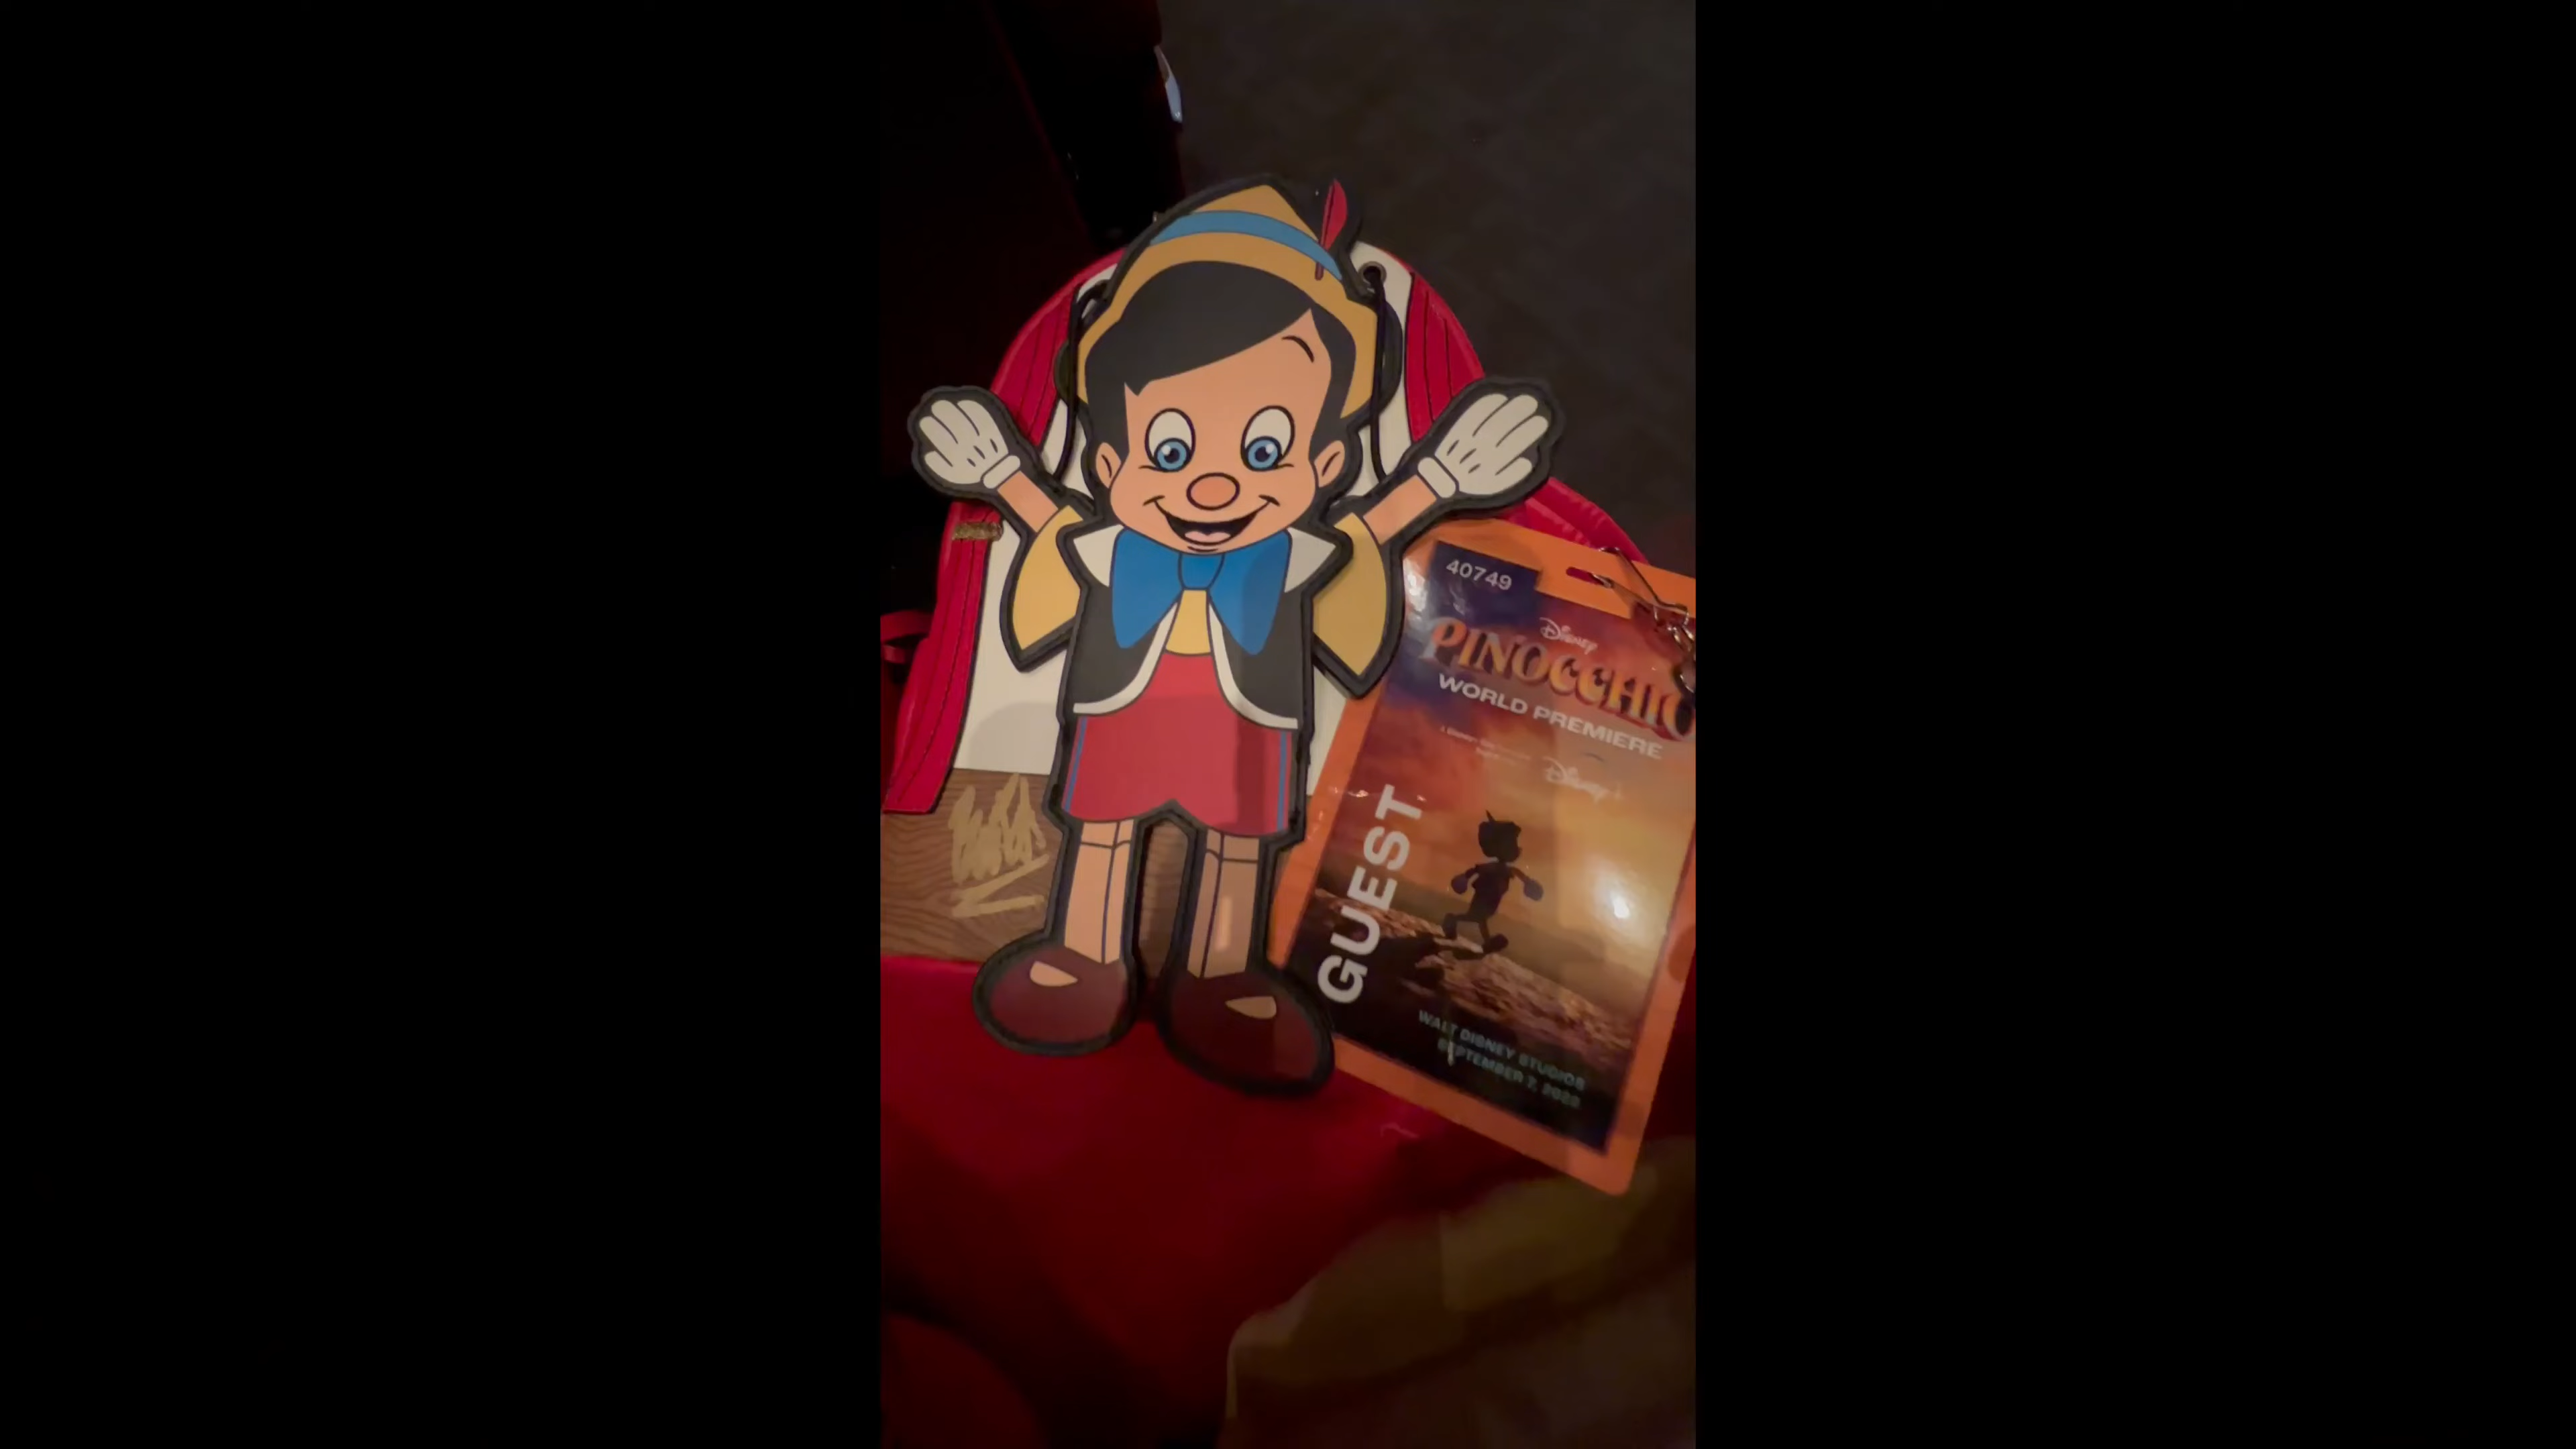 40749
Disney
PINOCCHIO
WORLD PREMIERE
Disney+
GUEST
WALT DISNEY STUDIOS
SEPTEMBER 7, 2022